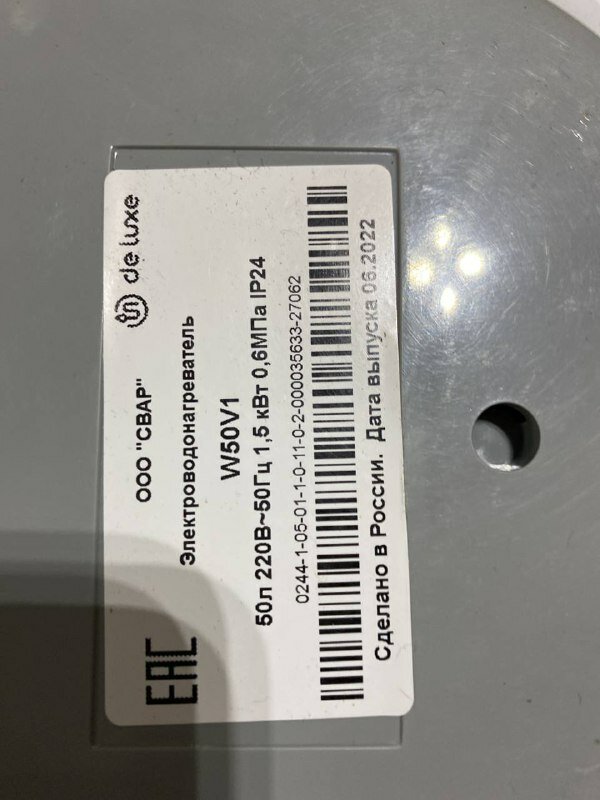 ООО "СВАР" de luxe
Электроводонагреватель
W50V1
50л 220В~50Гц 1,5 кВт 0,6МПа IP24
0244-1-05-01-1-0-11-0-2-000035633-27062
Сделано в России. Дата выпуска 06.2022
EAC